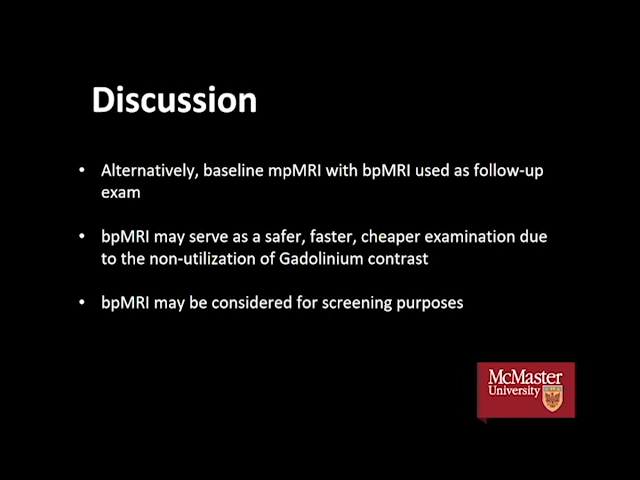 Discussion
• Alternatively, baseline mpMRI with bpMRI used as follow-up
exam
• bpMRI may serve as a safer, faster, cheaper examination due
to the non-utilization of Gadolinium contrast
• bpMRI may be considered for screening purposes
McMaster
University